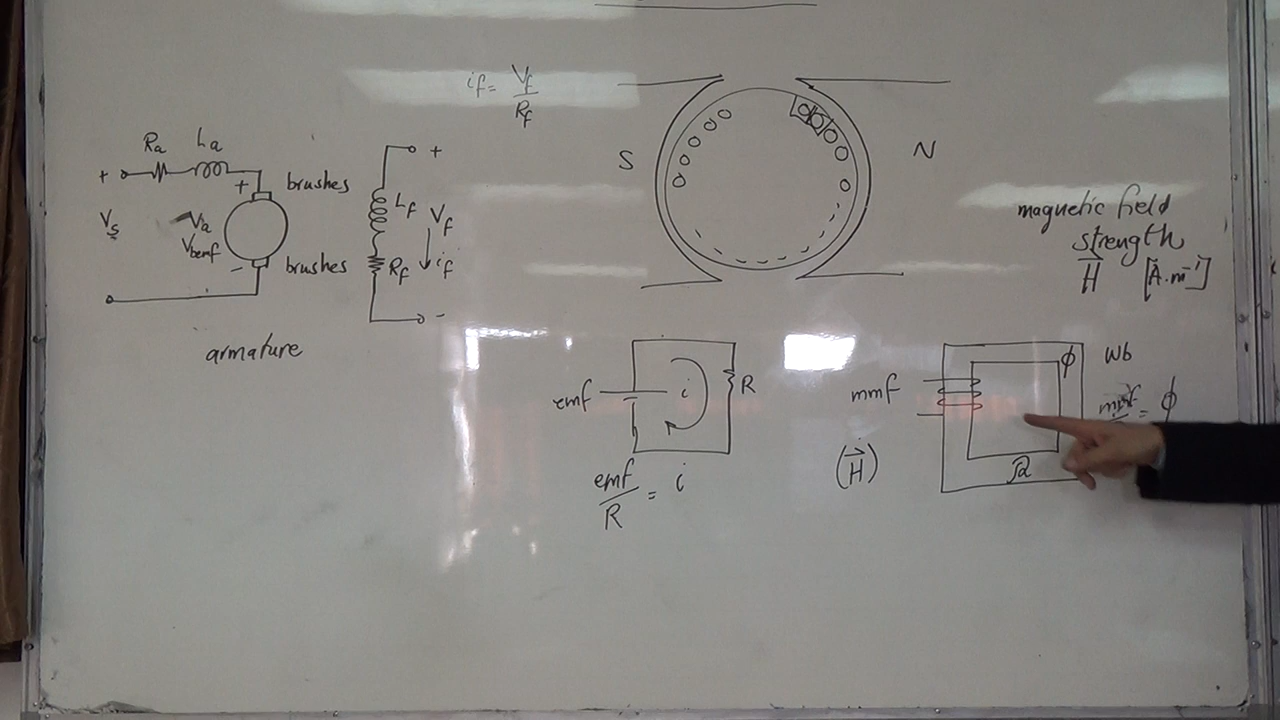 if = Vf
Rf
Ra La
+
+
brushes
Vs
Va
Vbemf
-
brushes
armature
+
Lf
Vf
if
Rf
-
S
N
magnetic field
strength
H [A.m⁻¹]
emf
i
R
emf
R = i
mmf
(H)
ϕ
Wb
mmf = ϕ
ℛ